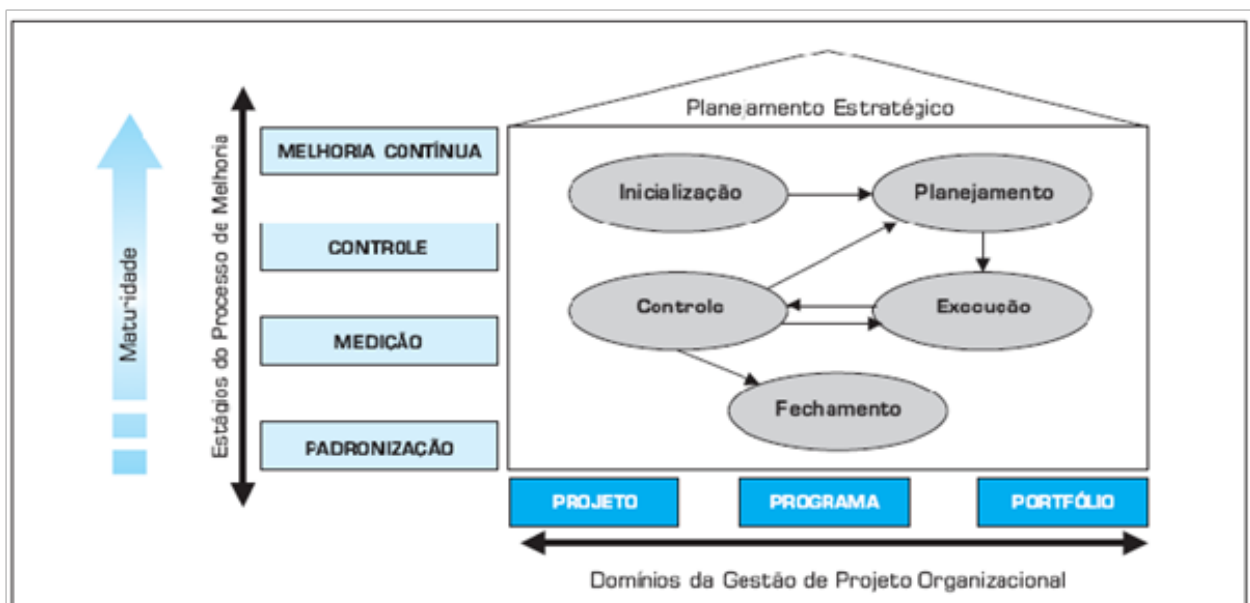 Planejamento Estratégico
MELHORIA CONTÍNUA
CONTROLE
MEDIÇÃO
PADRONIZAÇÃO
Maturidade
Estágios do Processo de Melhoria
Inicialização
Planejamento
Controle
Execução
Fechamento
PROJETO
PROGRAMA
PORTFÓLIO
Domínios da Gestão de Projeto Organizacional